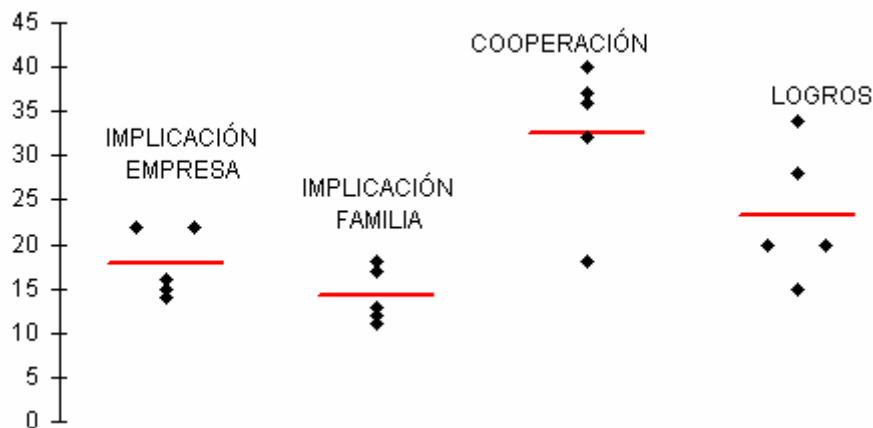 45
40
35
30
25
20
15
10
5
0
IMPLICACIÓN
EMPRESA
IMPLICACIÓN
FAMILIA
COOPERACIÓN
LOGROS